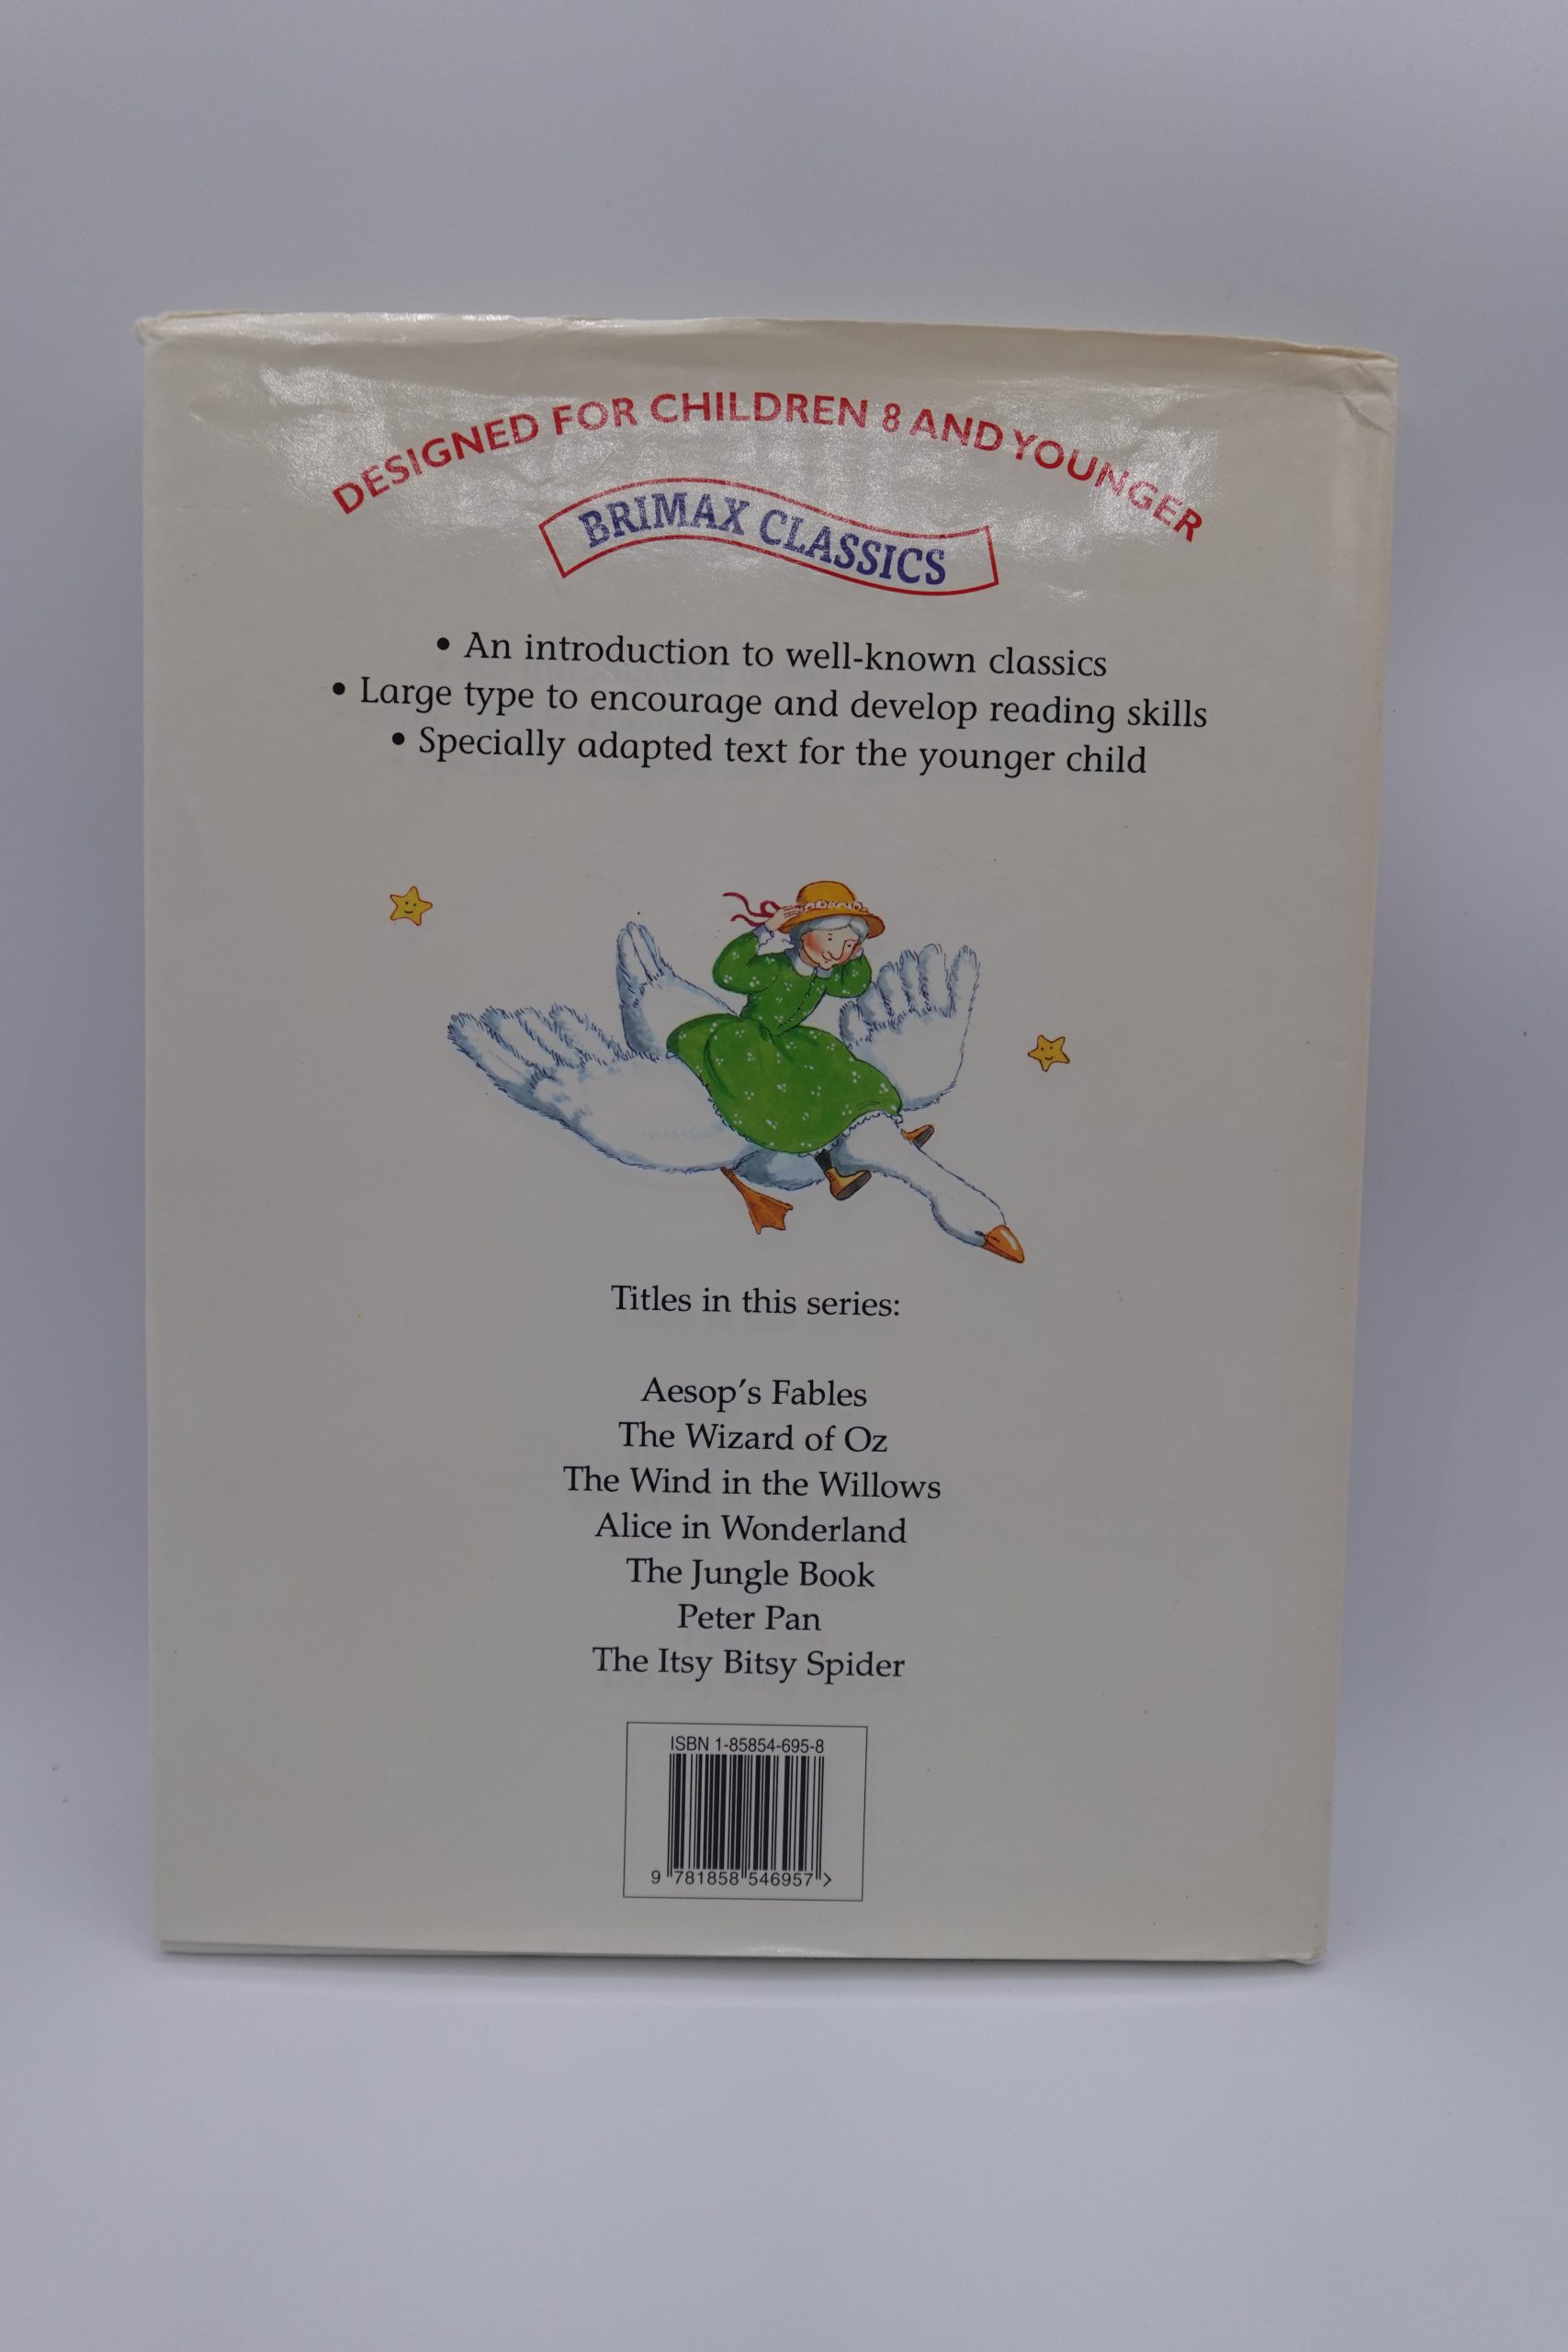 DESIGNED FOR CHILDREN 8 AND YOUNGER
BRIMAX CLASSICS
• An introduction to well-known classics
• Large type to encourage and develop reading skills
• Specially adapted text for the younger child
Titles in this series:
Aesop's Fables
The Wizard of Oz
The Wind in the Willows
Alice in Wonderland
The Jungle Book
Peter Pan
The Itsy Bitsy Spider
ISBN 1-85854-695-8
9 781858 546957 >